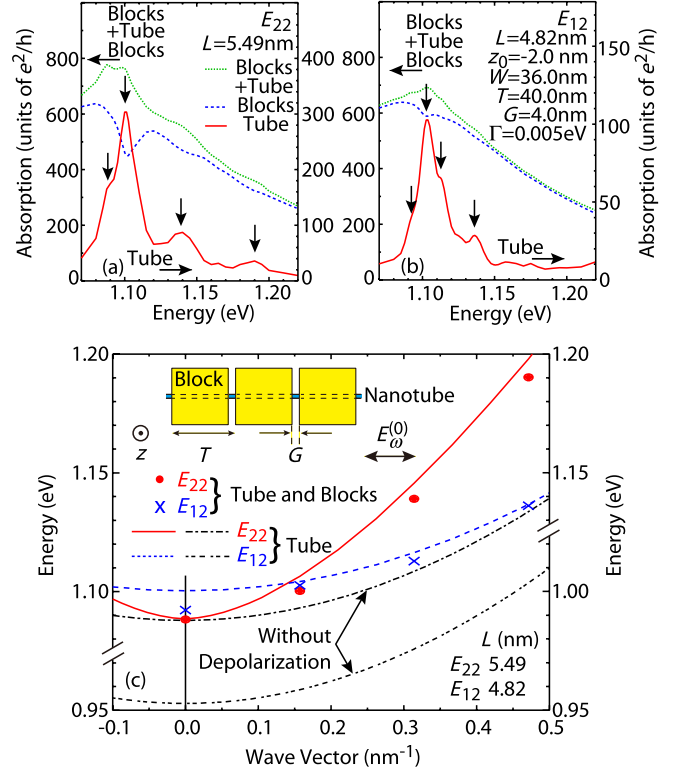 Blocks
+Tube
Blocks
E22
L=5.49nm
Blocks
+Tube
Blocks
Tube
800
600
400
200
0
400
300
200
100
0
Absorption (units of e²/h)
(a)
Tube
1.10
1.15
1.20
Energy (eV)
Blocks
+Tube
Blocks
E12
L=4.82nm
z0=-2.0 nm
W=36.0nm
T=40.0nm
G=4.0nm
Γ=0.005eV
800
600
400
200
0
150
100
50
0
Absorption (units of e²/h)
(b)
Tube
1.10
1.15
1.20
Energy (eV)
1.20
1.15
1.10
0.95
Energy (eV)
1.10
1.00
0.95
Energy (eV)
Block
Nanotube
z
T
G
Eω(0)
E22
E12
} Tube and Blocks
E22
E12
} Tube
Without
Depolarization
L (nm)
E22 5.49
E12 4.82
(c)
-0.1
0.0
0.1
0.2
0.3
0.4
0.5
Wave Vector (nm⁻¹)